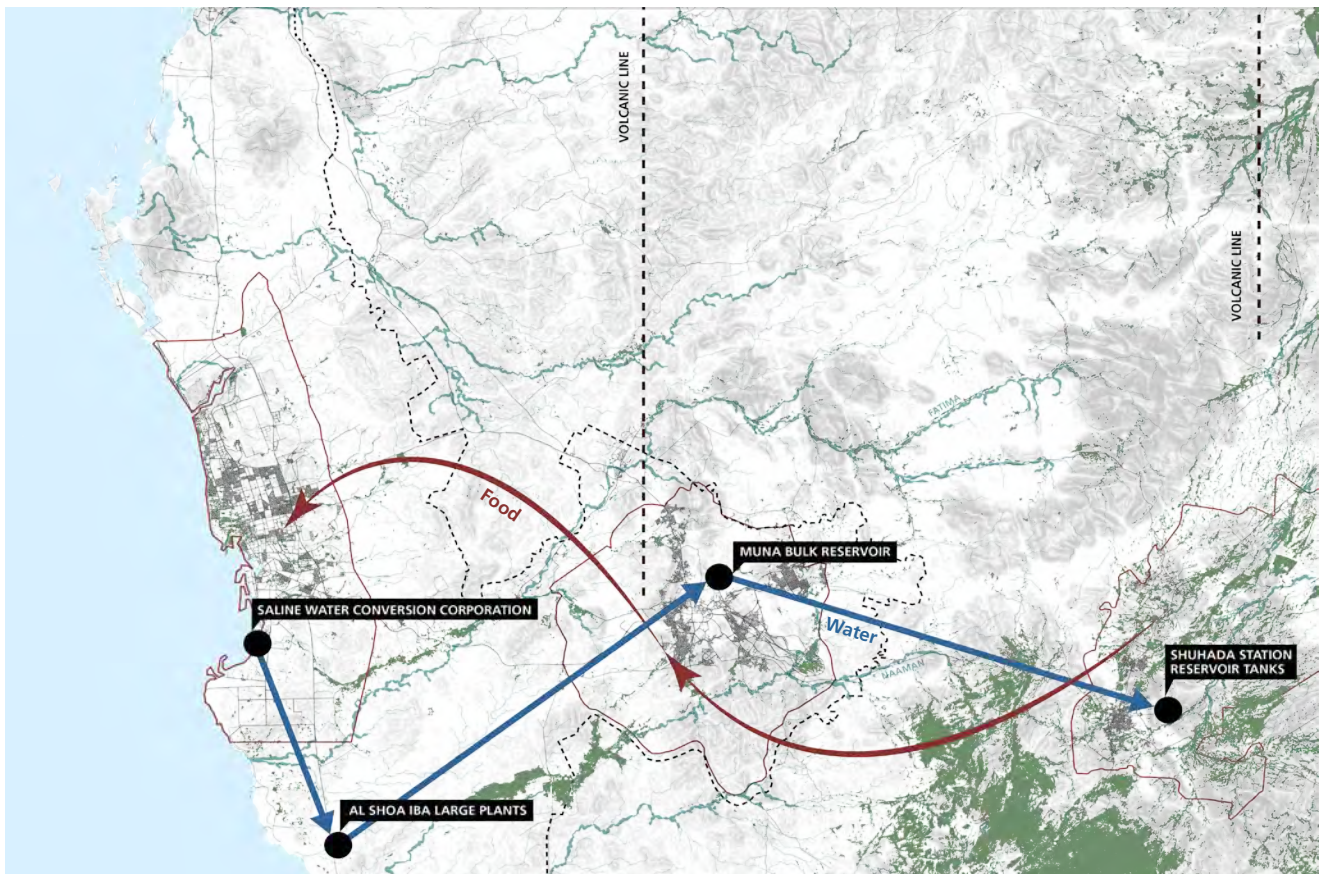 VOLCANIC LINE
VOLCANIC LINE
FATIMA
Food
MUNA BULK RESERVOIR
SALINE WATER CONVERSION CORPORATION
Water
NAAMAN
SHUHADA STATION
RESERVOIR TANKS
AL SHOA IBA LARGE PLANTS